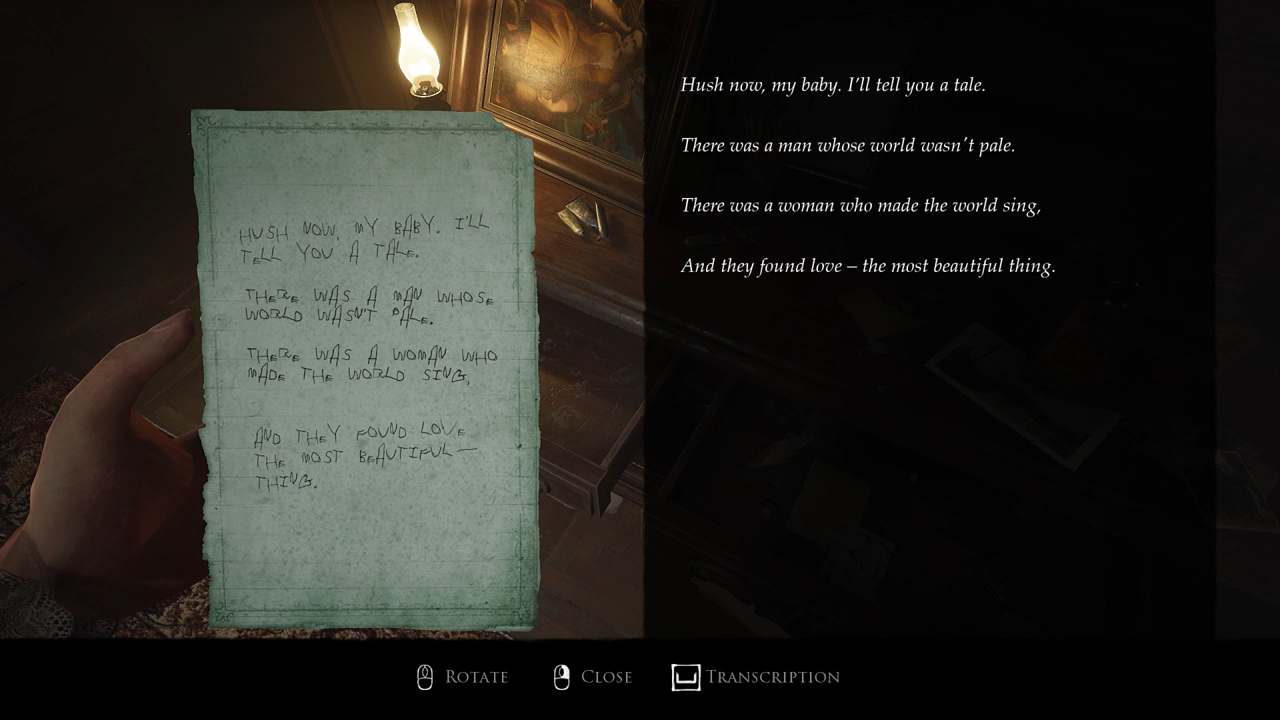 HUSH NOW, MY BABY. I'LL
TELL YOU A TALE.
THERE WAS A MAN WHOSE
WORLD WASN'T PALE.
THERE WAS A WOMAN WHO
MADE THE WORLD SING,
AND THEY FOUND LOVE
THE MOST BEAUTIFUL —
THING.
Hush now, my baby. I'll tell you a tale.
There was a man whose world wasn't pale.
There was a woman who made the world sing,
And they found love – the most beautiful thing.
ROTATE CLOSE TRANSCRIPTION